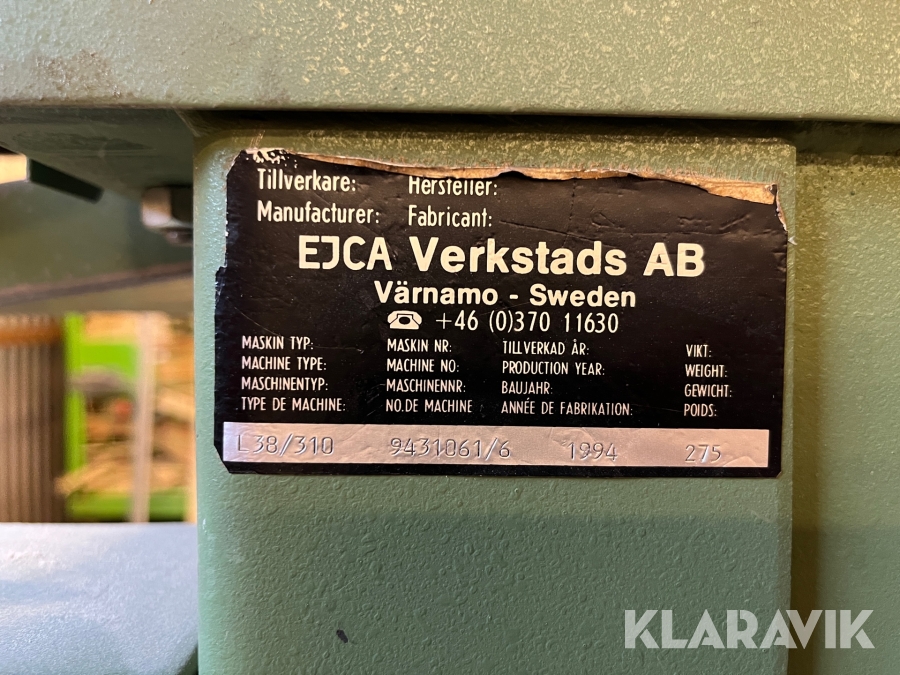 Tillverkare: Hersteller:
Manufacturer: Fabricant:
EJCA Verkstads AB
Värnamo - Sweden
☎ +46 (0)370 11630
MASKIN TYP: MASKIN NR: TILLVERKAD ÅR: VIKT:
MACHINE TYPE: MACHINE NO: PRODUCTION YEAR: WEIGHT:
MASCHINENTYP: MASCHINENNR: BAUJAHR: GEWICHT:
TYPE DE MACHINE: NO.DE MACHINE ANNÉE DE FABRIKATION: POIDS:
L38/310 9431061/6 1994 275
KLARAVIK